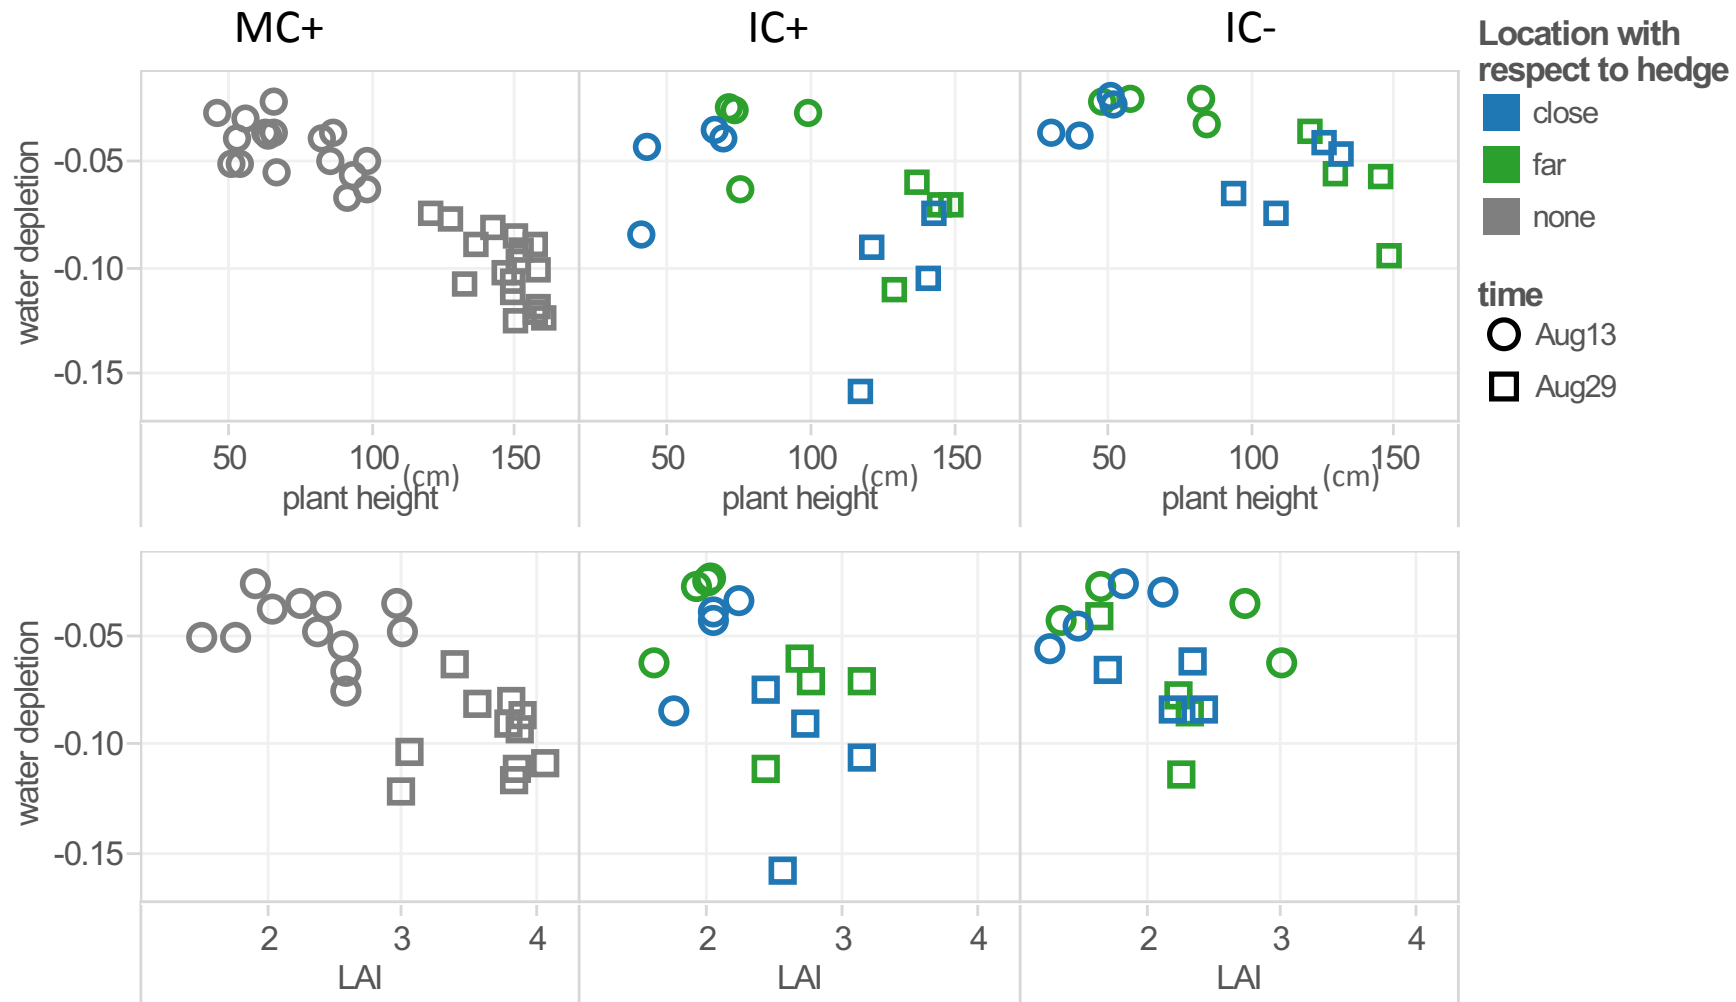 MC+
IC+
IC-
Location with
respect to hedge
close
far
none
time
Aug13
Aug29
water depletion
-0.05
-0.10
-0.15
50
100
150
(cm)
plant height
50
100
150
(cm)
plant height
50
100
150
(cm)
plant height
water depletion
-0.05
-0.10
-0.15
2
3
4
LAI
2
3
4
LAI
2
3
4
LAI